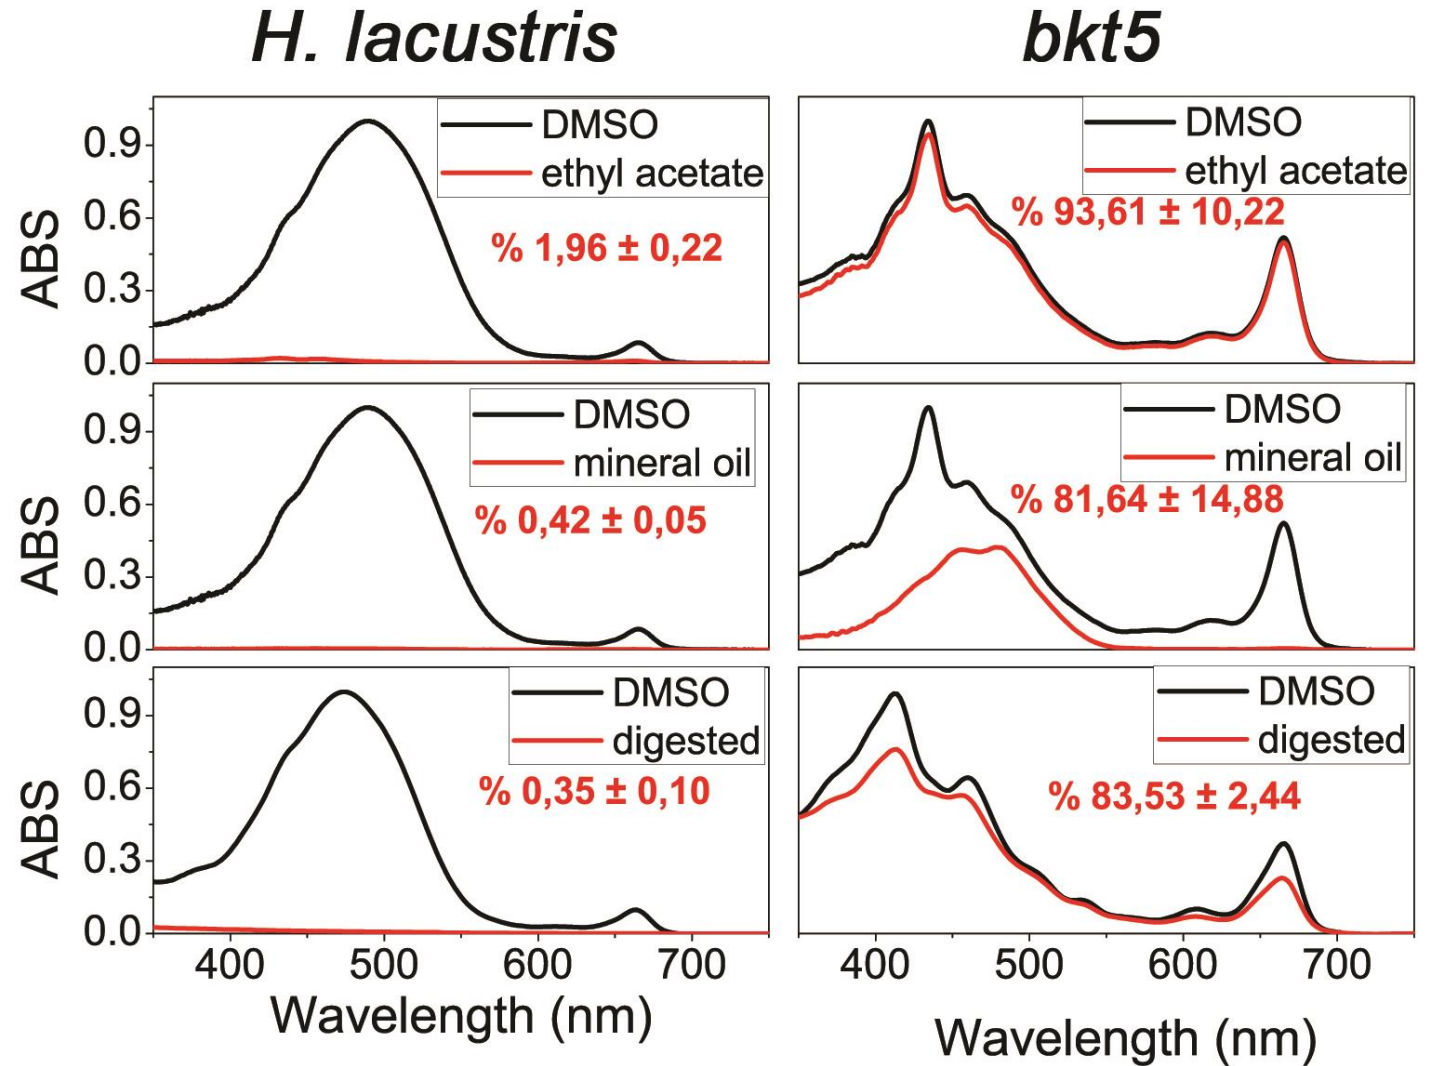 H. lacustris
bkt5
ABS
0.9
0.6
0.3
0.0
DMSO
ethyl acetate
% 1,96 ± 0,22
DMSO
ethyl acetate
% 93,61 ± 10,22
ABS
0.9
0.6
0.3
0.0
DMSO
mineral oil
% 0,42 ± 0,05
DMSO
mineral oil
% 81,64 ± 14,88
ABS
0.9
0.6
0.3
0.0
DMSO
digested
% 0,35 ± 0,10
DMSO
digested
% 83,53 ± 2,44
400 500 600 700
400 500 600 700
Wavelength (nm)
Wavelength (nm)